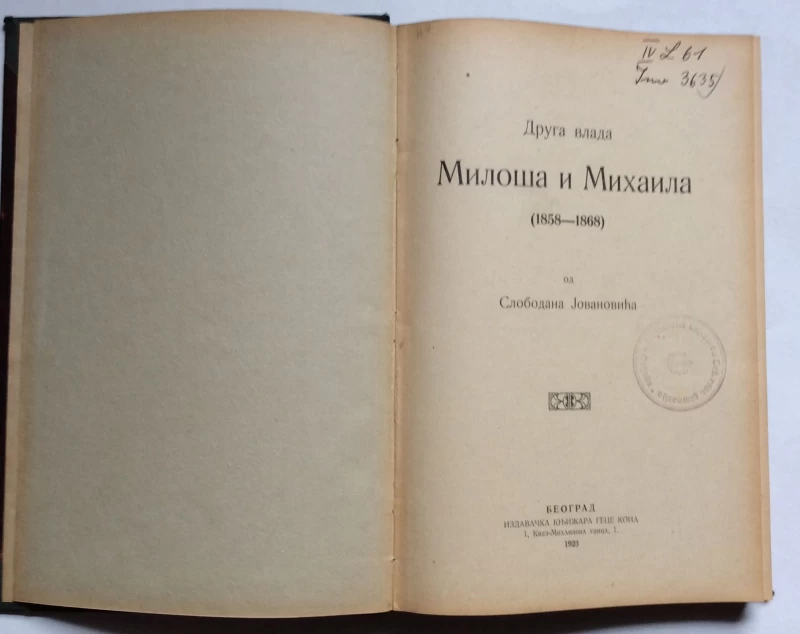 IV L 61
Inv 3635
Друга влада
Милоша и Михаила
(1858—1868)
од
Слободана Јовановића
БЕОГРАД
ИЗДАВАЧКА КЊИЖАРА ГЕЦЕ КОНА
1, Кнез-Михаилова улица, 1.
1923